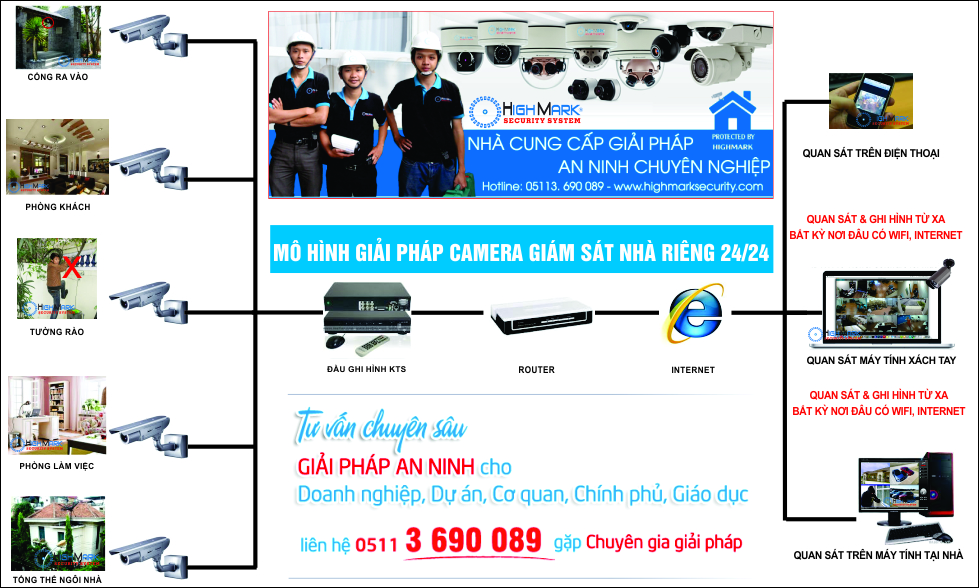 CỔNG RA VÀO
PHÒNG KHÁCH
TƯỜNG RÀO
PHÒNG LÀM VIỆC
TỔNG THỂ NGÔI NHÀ
HIGHMARK
SECURITY SYSTEM
PROTECTED BY
HIGHMARK
NHÀ CUNG CẤP GIẢI PHÁP
AN NINH CHUYÊN NGHIỆP
Hotline: 05113. 690 089 - www.highmarksecurity.com
MÔ HÌNH GIẢI PHÁP CAMERA GIÁM SÁT NHÀ RIÊNG 24/24
ĐẦU GHI HÌNH KTS
ROUTER
INTERNET
Tư vấn chuyên sâu
GIẢI PHÁP AN NINH cho
Doanh nghiệp, Dự án, Cơ quan, Chính phủ, Giáo dục
liên hệ 0511 3 690 089 gặp Chuyên gia giải pháp
QUAN SÁT TRÊN ĐIỆN THOẠI
QUAN SÁT & GHI HÌNH TỪ XA
BẤT KỲ NƠI ĐÂU CÓ WIFI, INTERNET
QUAN SÁT MÁY TÍNH XÁCH TAY
QUAN SÁT & GHI HÌNH TỪ XA
BẤT KỲ NƠI ĐÂU CÓ WIFI, INTERNET
QUAN SÁT TRÊN MÁY TÍNH TẠI NHÀ